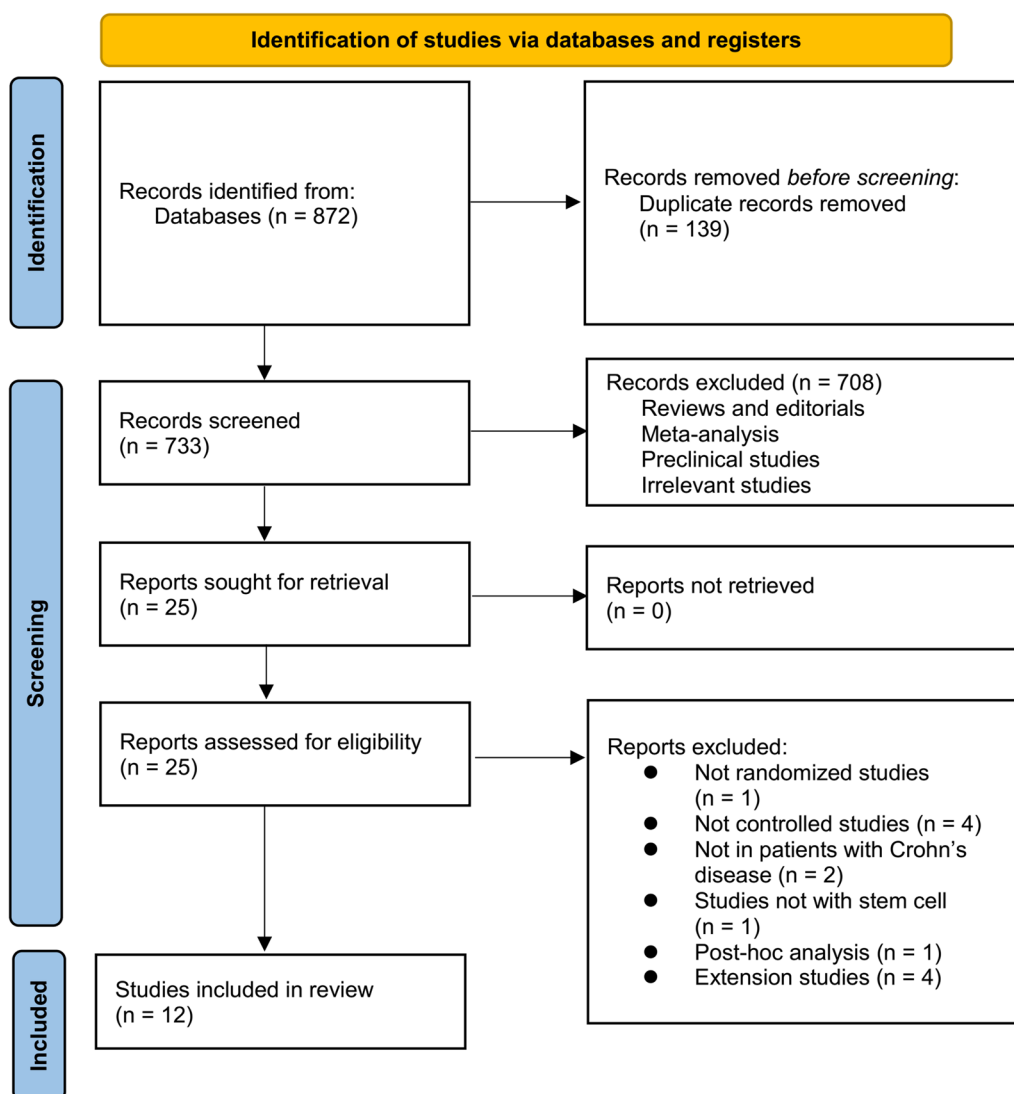 Identification of studies via databases and registers
Identification
Records identified from:
Databases (n = 872)
Records removed before screening:
Duplicate records removed
(n = 139)
Screening
Records screened
(n = 733)
Records excluded (n = 708)
Reviews and editorials
Meta-analysis
Preclinical studies
Irrelevant studies
Reports sought for retrieval
(n = 25)
Reports not retrieved
(n = 0)
Reports assessed for eligibility
(n = 25)
Reports excluded:
● Not randomized studies
(n = 1)
● Not controlled studies (n = 4)
● Not in patients with Crohn's
disease (n = 2)
● Studies not with stem cell
(n = 1)
● Post-hoc analysis (n = 1)
● Extension studies (n = 4)
Included
Studies included in review
(n = 12)